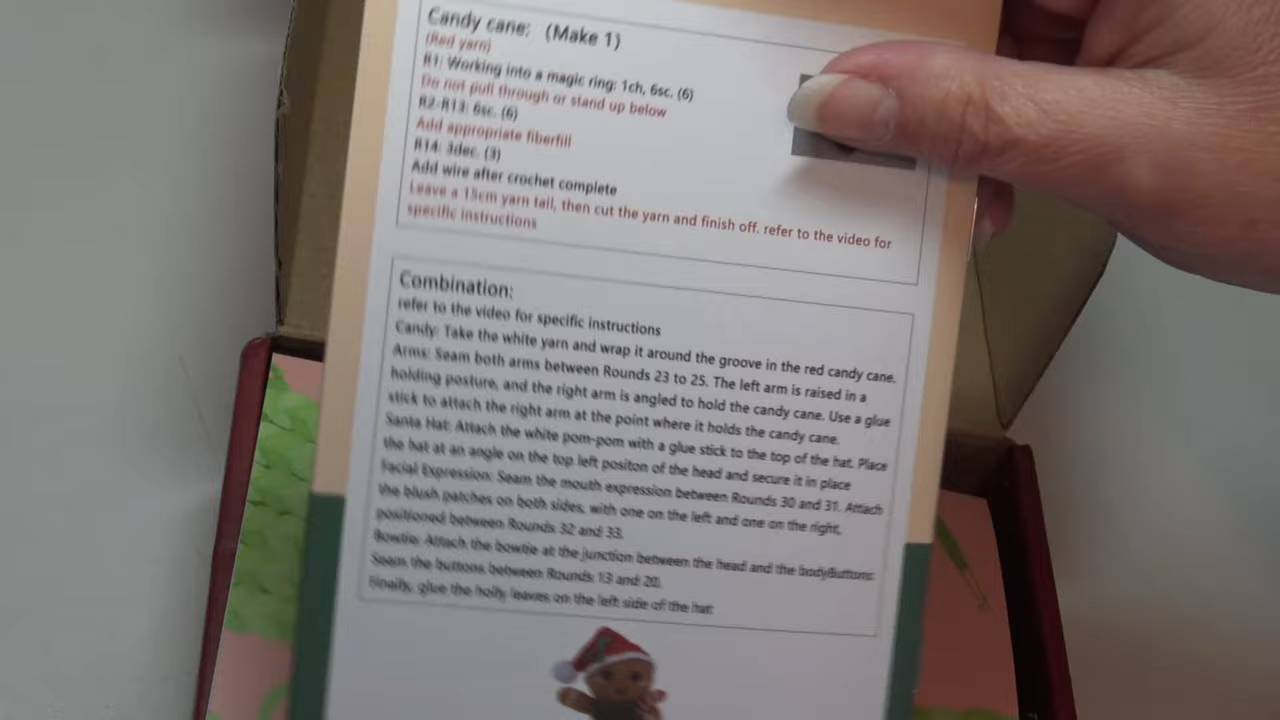 Candy cane: (Make 1)
(Red yarn)
R1: Working into a magic ring: 1ch, 6sc. (6)
Do not pull through or stand up below
R2-R13: 6sc. (6)
Add appropriate fiberfill
R14: 3dec. (3)
Add wire after crochet complete
Leave a 15cm yarn tail, then cut the yarn and finish off. refer to the video for
specific instructions
Combination:
refer to the video for specific instructions
Candy: Take the white yarn and wrap it around the groove in the red candy cane.
Arms: Seam both arms between Rounds 23 to 25. The left arm is raised in a
holding posture, and the right arm is angled to hold the candy cane. Use a glue
stick to attach the right arm at the point where it holds the candy cane.
Santa Hat: Attach the white pom-pom with a glue stick to the top of the hat. Place
the hat at an angle on the top left positon of the head and secure it in place
Facial Expression: Seam the mouth expression between Rounds 30 and 31. Attach
the blush patches on both sides, with one on the left and one on the right,
positioned between Rounds 32 and 33.
Bowtie: Attach the bowtie at the junction between the head and the bodyButtons:
Seam the buttons between Rounds 13 and 20.
Finally, glue the holly leaves on the left side of the hat